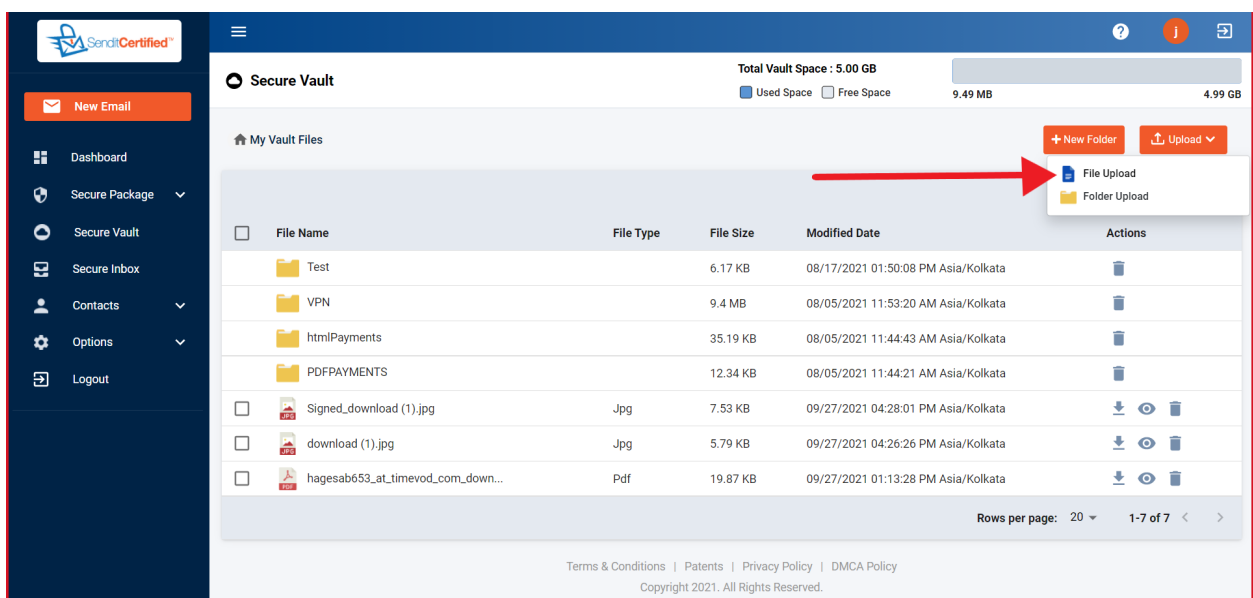 SenditCertified™
j
New Email
Dashboard
Secure Package
Secure Vault
Secure Inbox
Contacts
Options
Logout
Secure Vault
Total Vault Space : 5.00 GB
Used Space Free Space
9.49 MB 4.99 GB
My Vault Files
+ New Folder Upload
File Upload
Folder Upload
File Name File Type File Size Modified Date Actions
Test 6.17 KB 08/17/2021 01:50:08 PM Asia/Kolkata
VPN 9.4 MB 08/05/2021 11:53:20 AM Asia/Kolkata
htmlPayments 35.19 KB 08/05/2021 11:44:43 AM Asia/Kolkata
PDFPAYMENTS 12.34 KB 08/05/2021 11:44:21 AM Asia/Kolkata
JPG Signed_download (1).jpg Jpg 7.53 KB 09/27/2021 04:28:01 PM Asia/Kolkata
JPG download (1).jpg Jpg 5.79 KB 09/27/2021 04:26:26 PM Asia/Kolkata
PDF hagesab653_at_timevod_com_down... Pdf 19.87 KB 09/27/2021 01:13:28 PM Asia/Kolkata
Rows per page: 20 1-7 of 7
Terms & Conditions | Patents | Privacy Policy | DMCA Policy
Copyright 2021. All Rights Reserved.